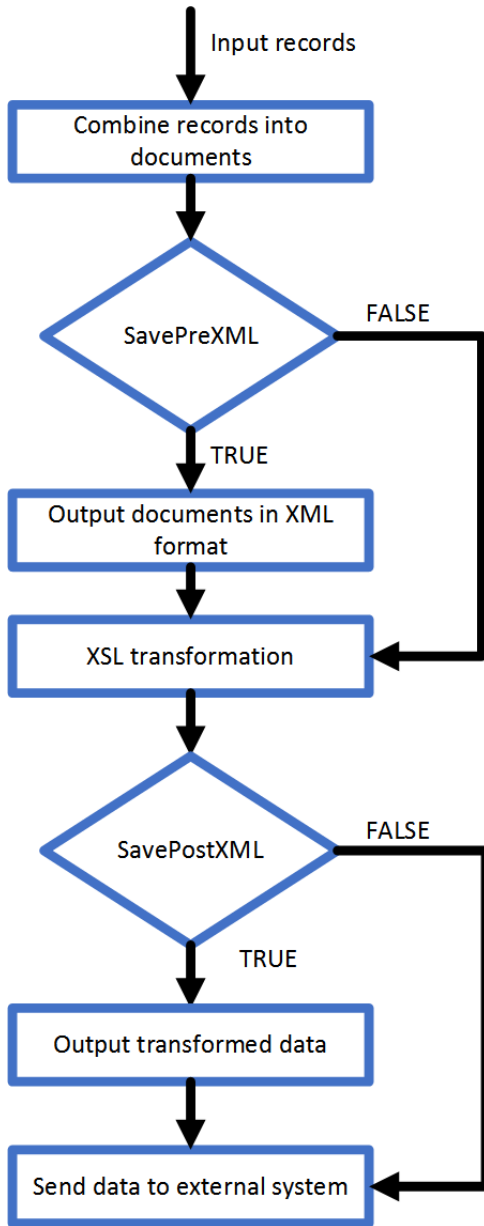 Input records
Combine records into
documents
SavePreXML
FALSE
TRUE
Output documents in XML
format
XSL transformation
SavePostXML
FALSE
TRUE
Output transformed data
Send data to external system